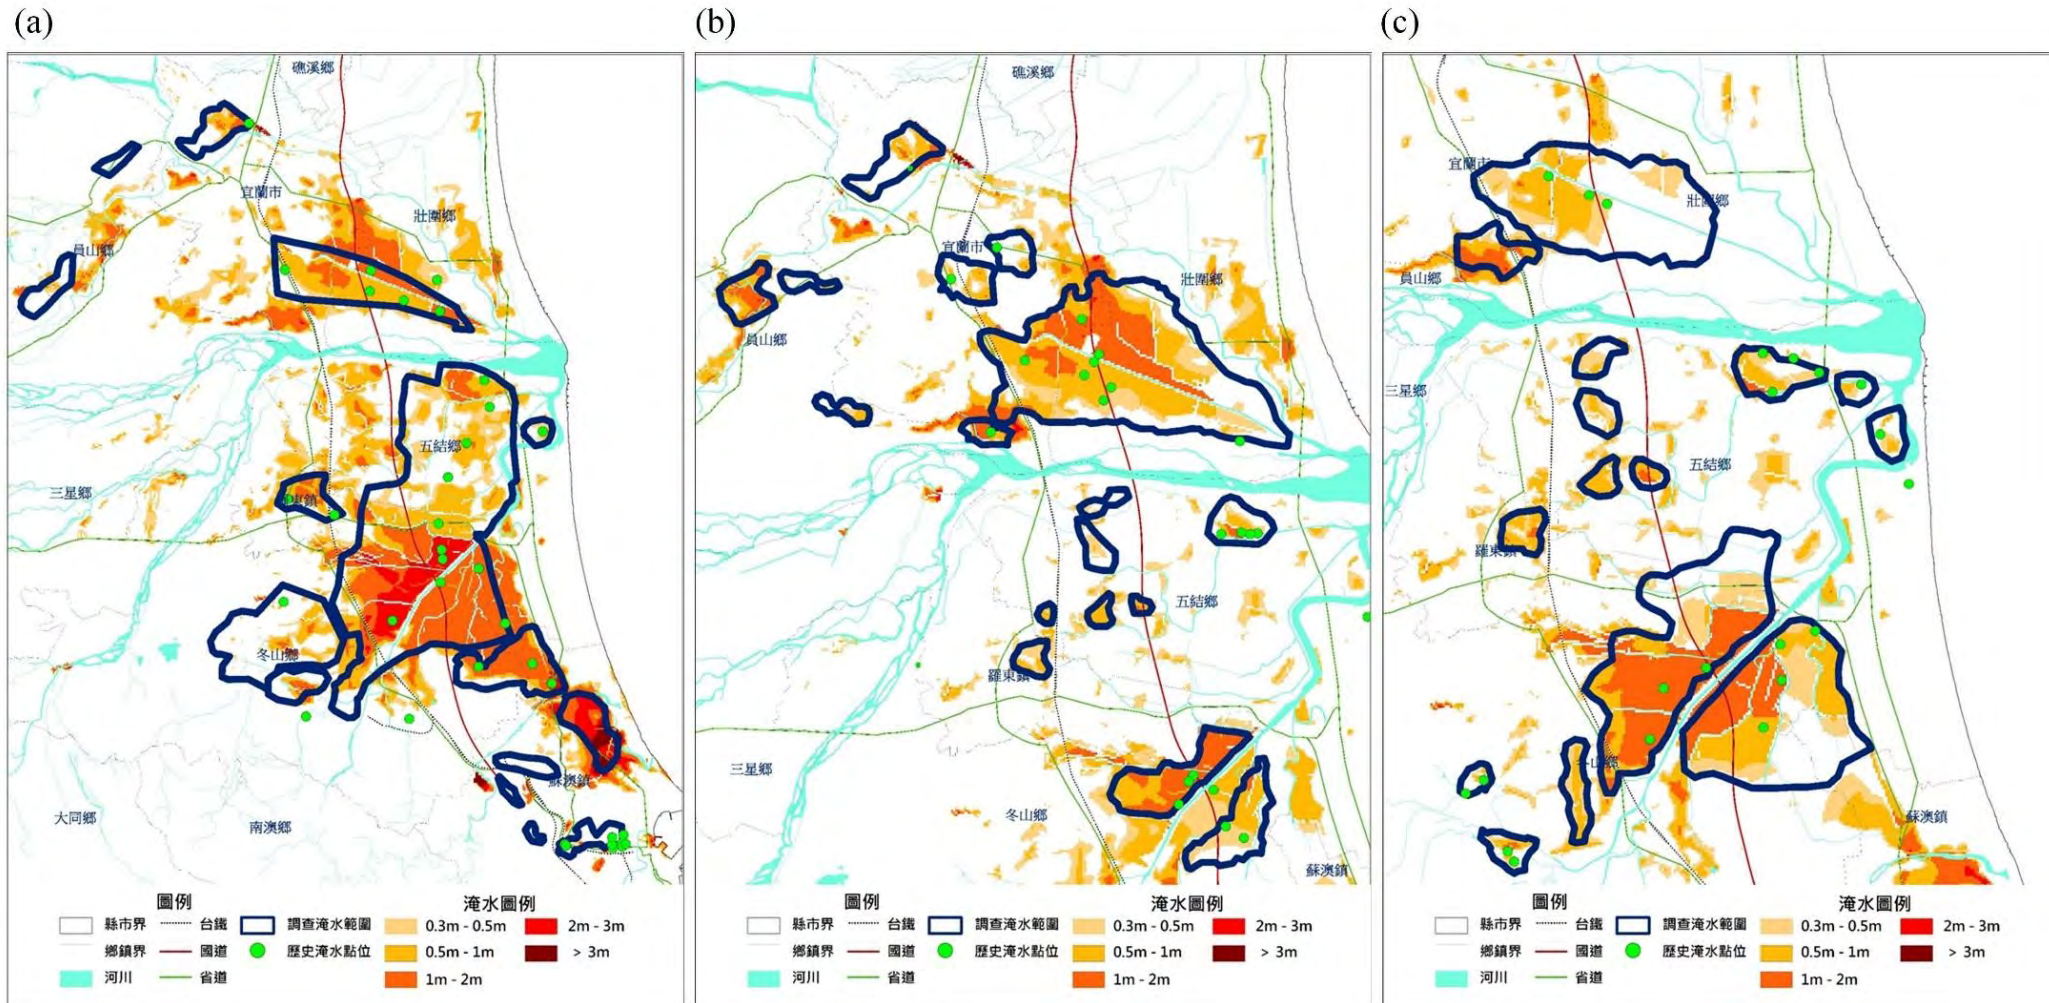 (a)
礁溪鄉
宜蘭市
壯圍鄉
員山鄉
五結鄉
三星鄉
冬山鄉
蘇澳鎮
大同鄉
南澳鄉
圖例
淹水圖例
縣市界
台鐵
調查淹水範圍
0.3m - 0.5m
2m - 3m
鄉鎮界
國道
歷史淹水點位
0.5m - 1m
> 3m
河川
省道
1m - 2m
(b)
礁溪鄉
宜蘭市
壯圍鄉
員山鄉
五結鄉
羅東鎮
三星鄉
冬山鄉
蘇澳鎮
圖例
淹水圖例
縣市界
台鐵
調查淹水範圍
0.3m - 0.5m
2m - 3m
鄉鎮界
國道
歷史淹水點位
0.5m - 1m
> 3m
河川
省道
1m - 2m
(c)
宜蘭市
壯圍鄉
員山鄉
三星鄉
五結鄉
羅東鎮
冬山鄉
蘇澳鎮
圖例
淹水圖例
縣市界
台鐵
調查淹水範圍
0.3m - 0.5m
2m - 3m
鄉鎮界
國道
歷史淹水點位
0.5m - 1m
> 3m
河川
省道
1m - 2m